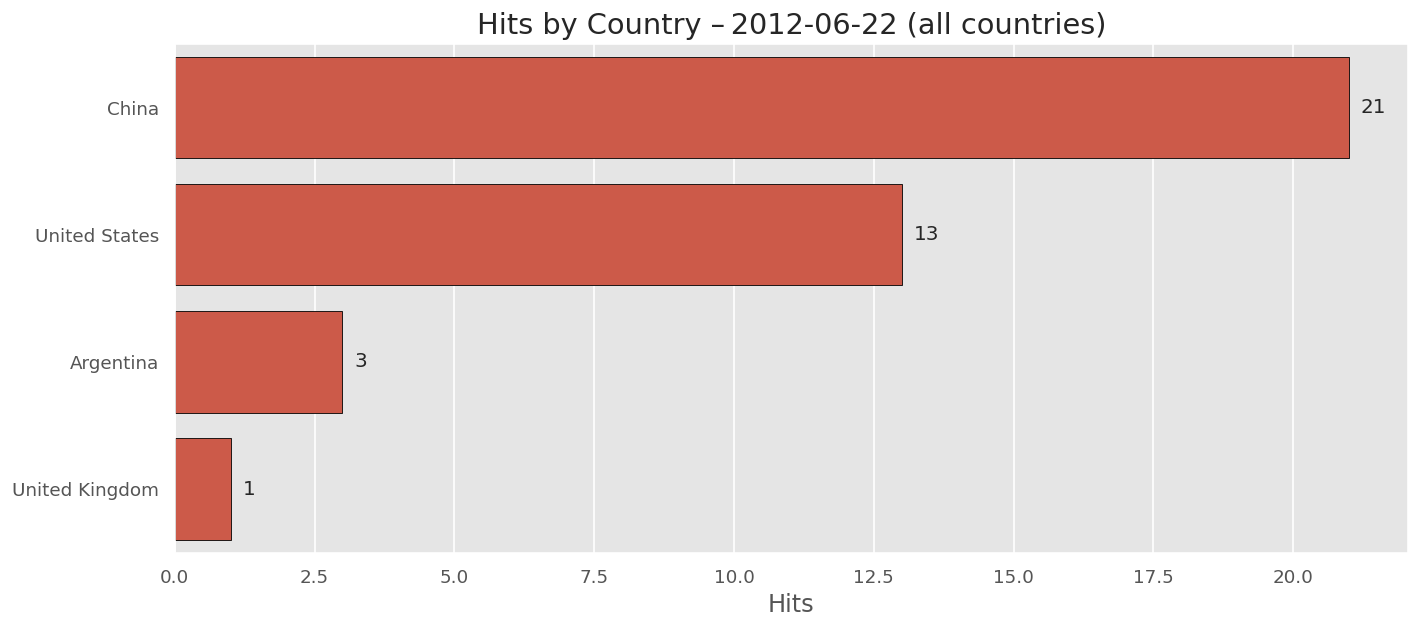 Hits by Country – 2012-06-22 (all countries)
China
21
United States
13
Argentina
3
United Kingdom
1
0.0 2.5 5.0 7.5 10.0 12.5 15.0 17.5 20.0
Hits